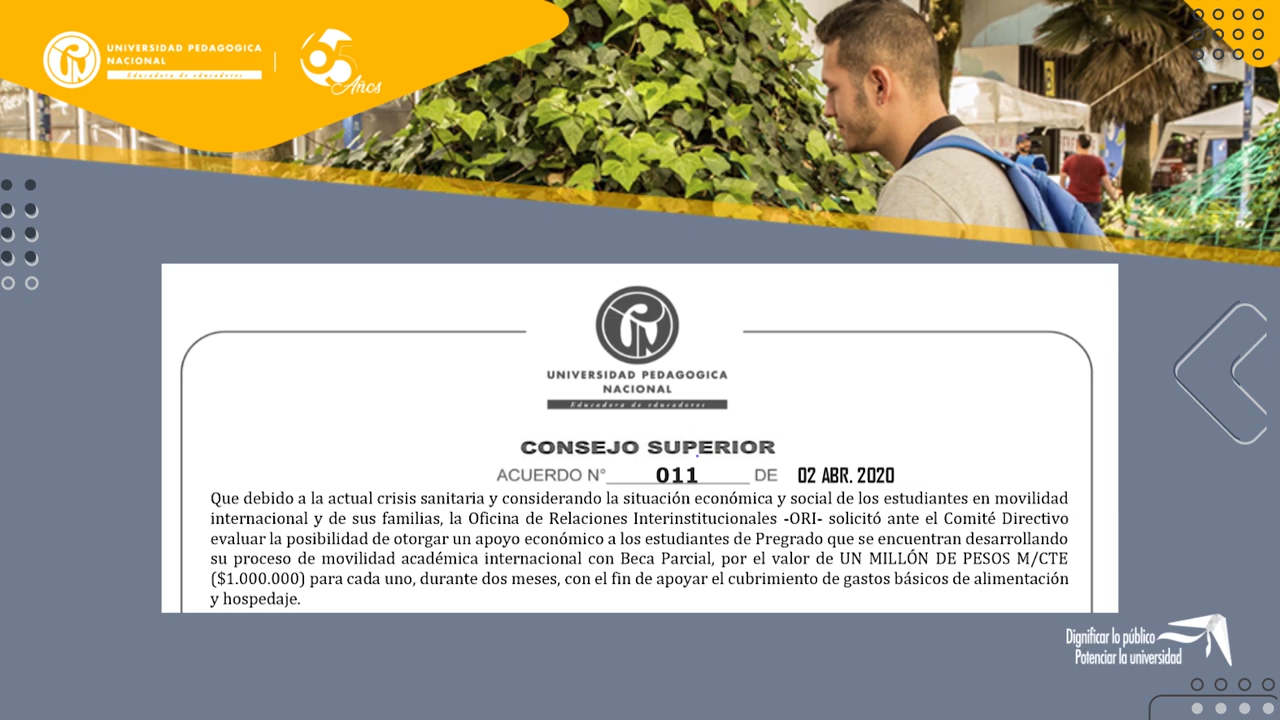 UNIVERSIDAD PEDAGOGICA
NACIONAL
Educadora de educadores
65
Años
UNIVERSIDAD PEDAGOGICA
NACIONAL
Educadora de educadores
CONSEJO SUPERIOR
ACUERDO N° 011 DE 02 ABR. 2020
Que debido a la actual crisis sanitaria y considerando la situación económica y social de los estudiantes en movilidad
internacional y de sus familias, la Oficina de Relaciones Interinstitucionales -ORI- solicitó ante el Comité Directivo
evaluar la posibilidad de otorgar un apoyo económico a los estudiantes de Pregrado que se encuentran desarrollando
su proceso de movilidad académica internacional con Beca Parcial, por el valor de UN MILLÓN DE PESOS M/CTE
($1.000.000) para cada uno, durante dos meses, con el fin de apoyar el cubrimiento de gastos básicos de alimentación
y hospedaje.
Dignificar lo público
Potenciar la universidad